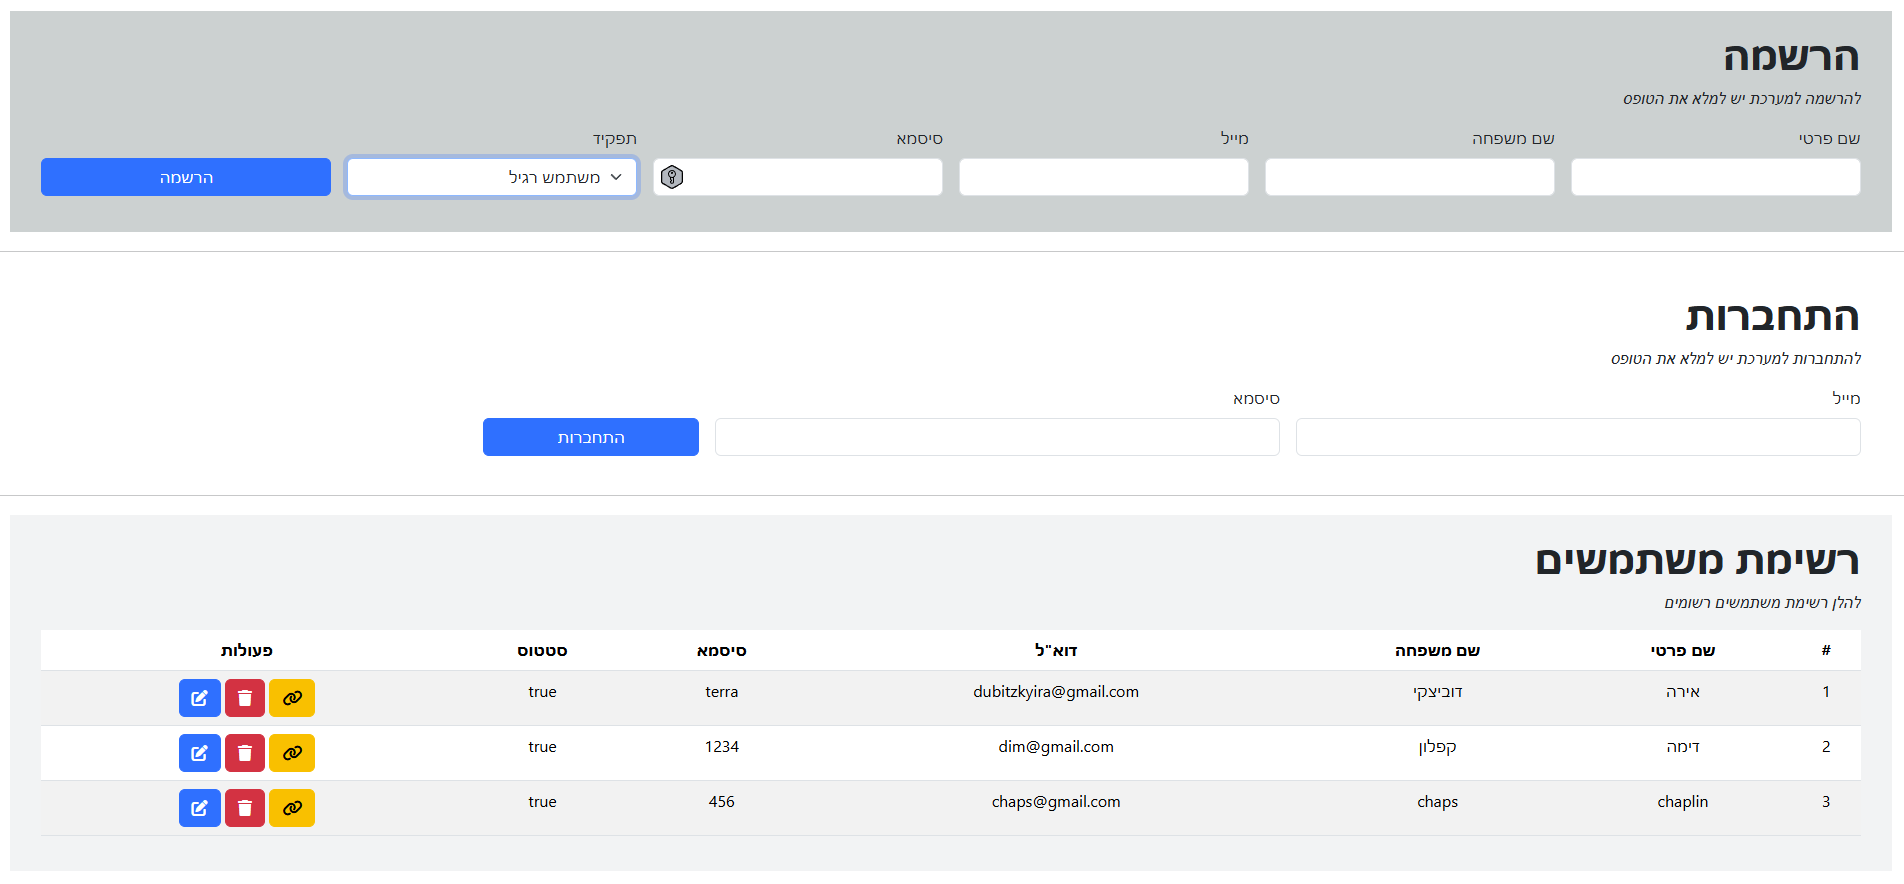 הרשמה
להרשמה למערכת יש למלא את הטופס
שם פרטי שם משפחה מייל סיסמא תפקיד
משתמש רגיל הרשמה
התחברות
להתחברות למערכת יש למלא את הטופס
מייל סיסמא
התחברות
רשימת משתמשים
להלן רשימת משתמשים רשומים
# שם פרטי שם משפחה דוא"ל סיסמא סטטוס פעולות
1 אירה דוביצקי dubitzkyira@gmail.com terra true
2 דימה קפלון dim@gmail.com 1234 true
3 chaplin chaps chaps@gmail.com 456 true